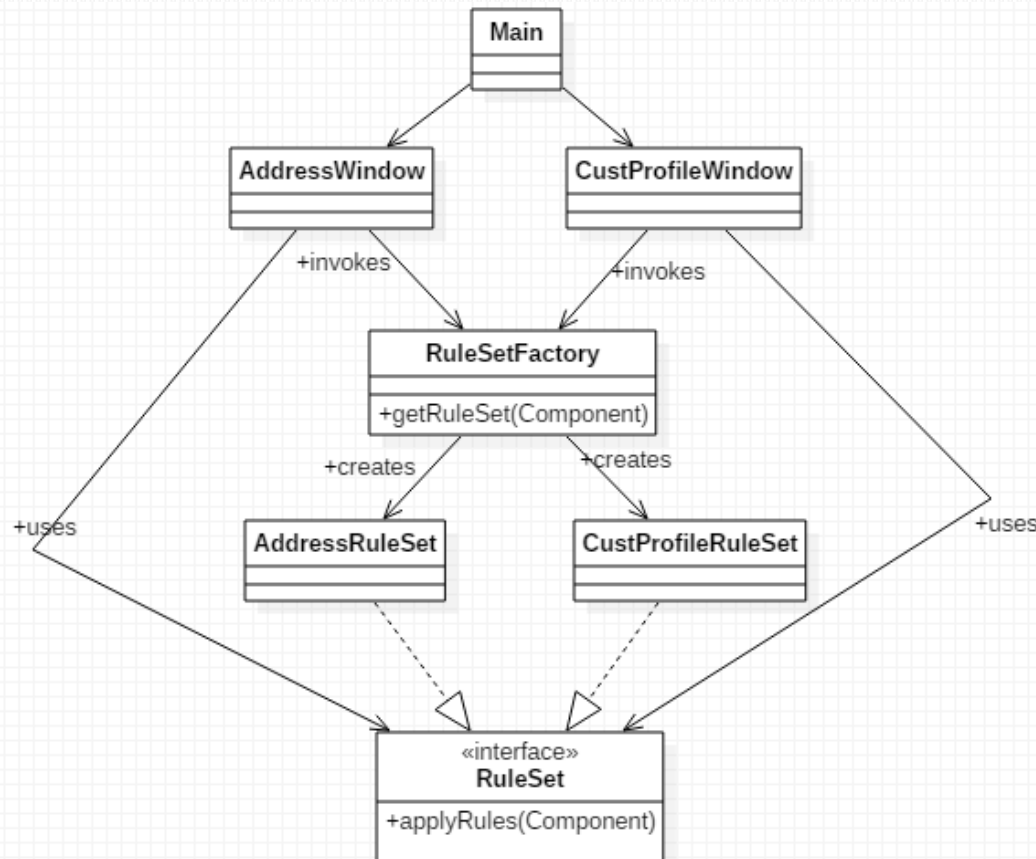 Main
AddressWindow
CustProfileWindow
+invokes
+invokes
RuleSetFactory
+getRuleSet(Component)
+creates
+creates
+uses
+uses
AddressRuleSet
CustProfileRuleSet
«interface»
RuleSet
+applyRules(Component)